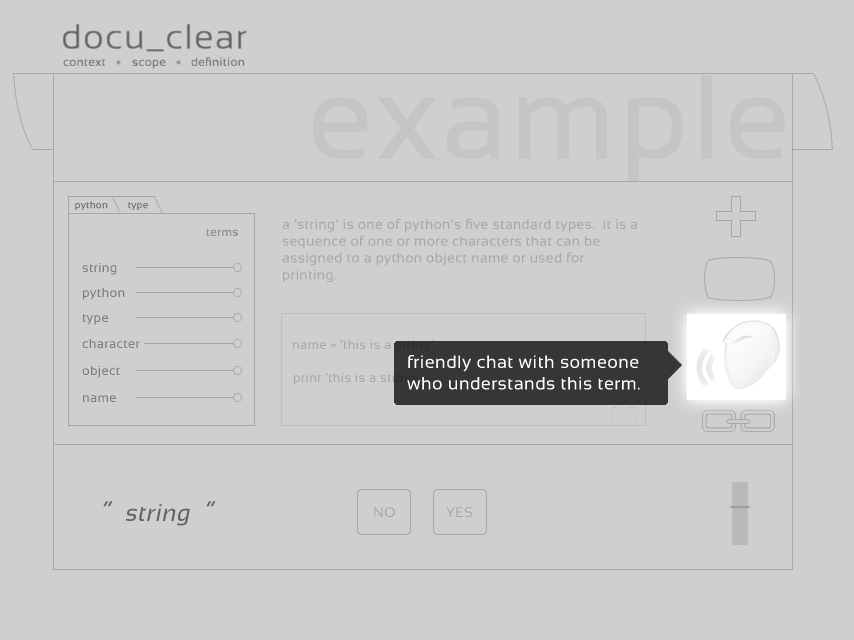 docu_clear
context • scope • definition
example
python type
terms
string
python
type
character
object
name
a 'string' is one of python's five standard types. it is a
sequence of one or more characters that can be
assigned to a python object name or used for
printing.
name = 'this is a string'
print 'this is a string'
friendly chat with someone
who understands this term.
" string "
NO YES